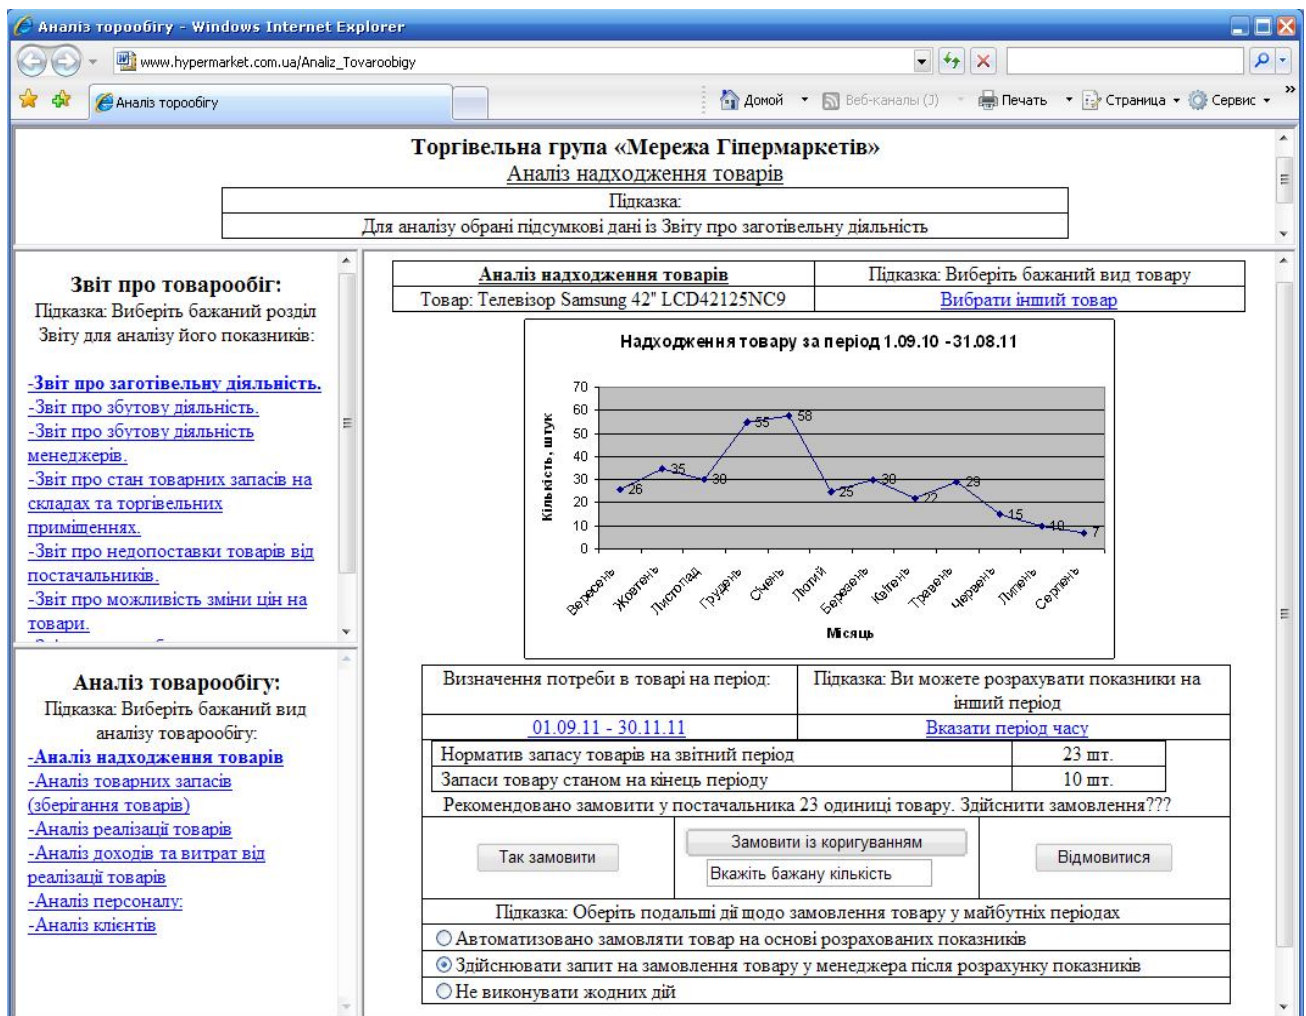 Аналіз торообігу - Windows Internet Explorer
www.hypermarket.com.ua/Analiz_Tovaroobigy
Аналіз торообігу
Домой
Веб-каналы (J)
Печать
Страница
Сервис
»
Торгівельна група «Мережа Гіпермаркетів»
Аналіз надходження товарів
Підказка:
Для аналізу обрані підсумкові дані із Звіту про заготівельну діяльність
Звіт про товарообіг:
Підказка: Виберіть бажаний розділ
Звіту для аналізу його показників:
-Звіт про заготівельну діяльність.
-Звіт про збутову діяльність.
-Звіт про збутову діяльність
менеджерів.
-Звіт про стан товарних запасів на
складах та торгівельних
приміщеннях.
-Звіт про недопоставки товарів від
постачальників.
-Звіт про можливість зміни цін на
товари.
Аналіз товарообігу:
Підказка: Виберіть бажаний вид
аналізу товарообігу:
-Аналіз надходження товарів
-Аналіз товарних запасів
(зберігання товарів)
-Аналіз реалізації товарів
-Аналіз доходів та витрат від
реалізації товарів
-Аналіз персоналу:
-Аналіз клієнтів
Аналіз надходження товарів
Підказка: Виберіть бажаний вид товару
Товар: Телевізор Samsung 42" LCD42125NC9
Вибрати інший товар
Надходження товару за період 1.09.10 -31.08.11
Кількість, штук
70
60
50
40
30
20
10
0
26
35
30
55
58
25
30
22
29
15
10
7
Вересень
Жовтень
Листопад
Грудень
Січень
Лютий
Березень
Квітень
Травень
Червень
Липень
Серпень
Місяць
Визначення потреби в товарі на період:
Підказка: Ви можете розрахувати показники на
інший період
01.09.11 - 30.11.11
Вказати період часу
Норматив запасу товарів на звітний період
23 шт.
Запаси товару станом на кінець періоду
10 шт.
Рекомендовано замовити у постачальника 23 одиниці товару. Здійснити замовлення???
Так замовити
Замовити із коригуванням
Вкажіть бажану кількість
Відмовитися
Підказка: Оберіть подальші дії щодо замовлення товару у майбутніх періодах
Автоматизовано замовляти товар на основі розрахованих показників
Здійснювати запит на замовлення товару у менеджера після розрахунку показників
Не виконувати жодних дій